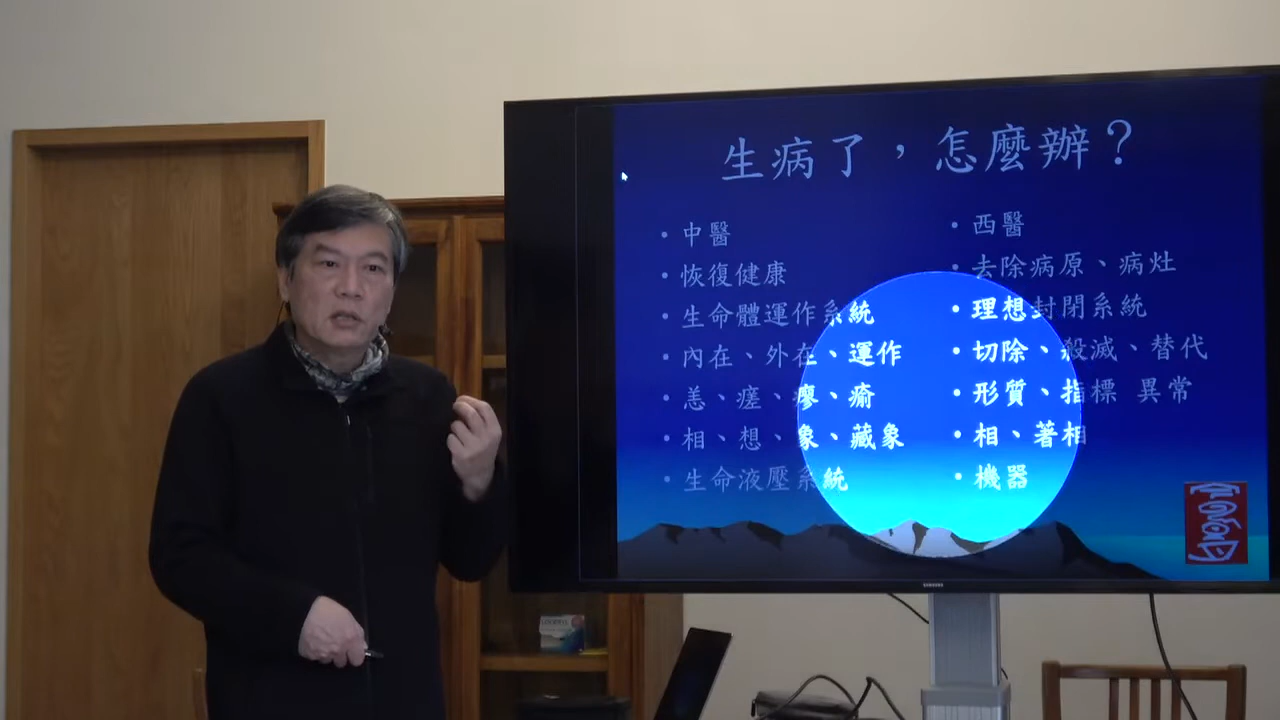 生病了，怎麼辦？
• 中醫
• 恢復健康
• 生命體運作系統
• 內在、外在、運作
• 恙、瘥、瘳、瘉
• 相、想、象、藏象
• 生命液壓系統
• 西醫
• 去除病原、病灶
• 理想封閉系統
• 切除、殺滅、替代
• 形質、指標 異常
• 相、著相
• 機器
SAMSUNG